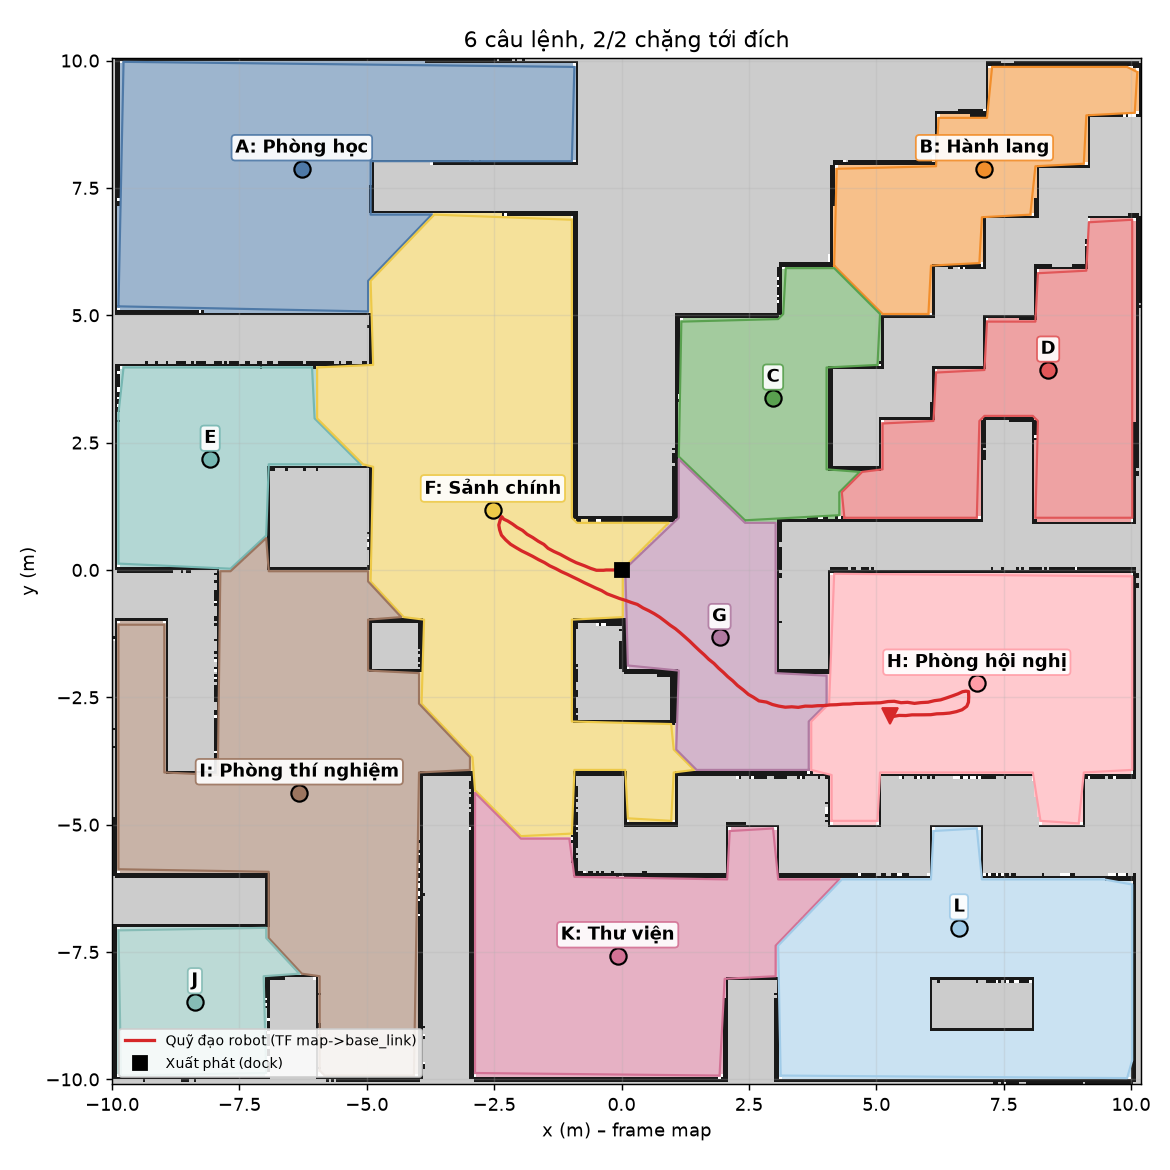 6 câu lệnh, 2/2 chặng tới đích
10.0
7.5
5.0
2.5
0.0
−2.5
−5.0
−7.5
−10.0
y (m)
A: Phòng học
B: Hành lang
C
D
E
F: Sảnh chính
G
H: Phòng hội nghị
I: Phòng thí nghiệm
J
K: Thư viện
L
Quỹ đạo robot (TF map->base_link)
Xuất phát (dock)
−10.0 −7.5 −5.0 −2.5 0.0 2.5 5.0 7.5 10.0
x (m) – frame map